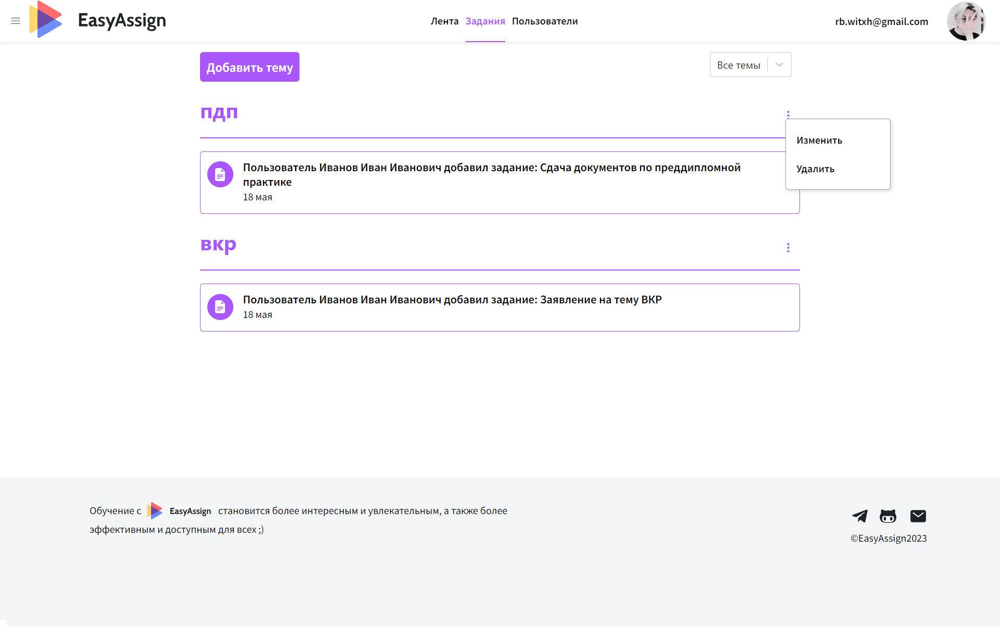 EasyAssign
Лента Задания Пользователи
rb.witxh@gmail.com
Добавить тему
Все темы
пдп
Изменить
Удалить
Пользователь Иванов Иван Иванович добавил задание: Сдача документов по преддипломной
практике
18 мая
вкр
Пользователь Иванов Иван Иванович добавил задание: Заявление на тему ВКР
18 мая
Обучение с EasyAssign становится более интересным и увлекательным, а также более
эффективным и доступным для всех ;)
©EasyAssign2023